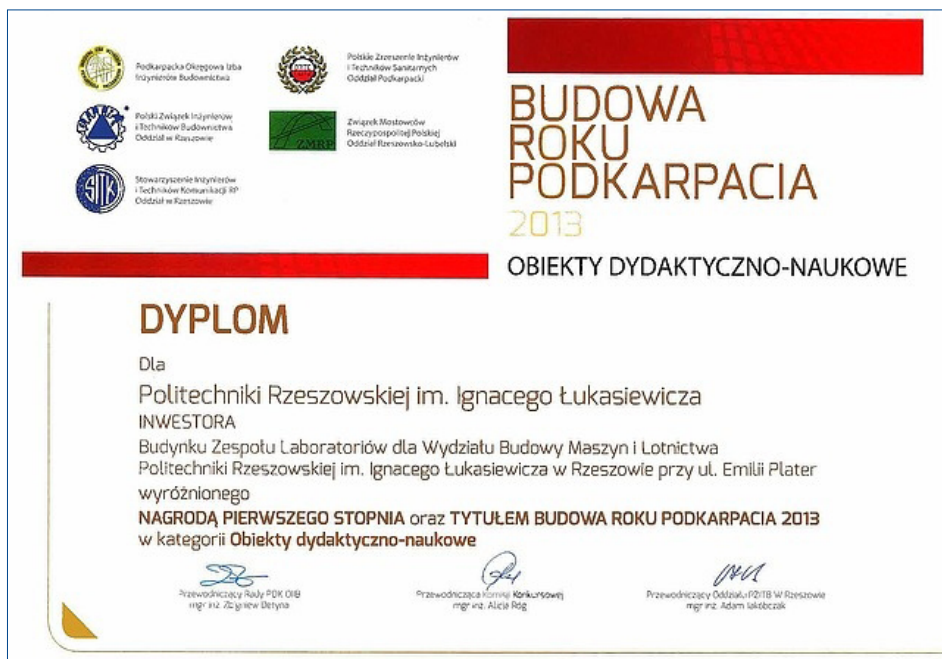 Podkarpacka Okręgowa Izba
Inżynierów Budownictwa
Polskie Zrzeszenie Inżynierów
i Techników Sanitarnych
Oddział Podkarpacki
Polski Związek Inżynierów
i Techników Budownictwa
Oddział w Rzeszowie
Związek Mostowców
Rzeczypospolitej Polskiej
Oddział Rzeszowsko-Lubelski
ZMRP
SITK
Stowarzyszenie Inżynierów
i Techników Komunikacji RP
Oddział w Rzeszowie
BUDOWA
ROKU
PODKARPACIA
2013
OBIEKTY DYDAKTYCZNO-NAUKOWE
DYPLOM
Dla
Politechniki Rzeszowskiej im. Ignacego Łukasiewicza
INWESTORA
Budynku Zespołu Laboratoriów dla Wydziału Budowy Maszyn i Lotnictwa
Politechniki Rzeszowskiej im. Ignacego Łukasiewicza w Rzeszowie przy ul. Emilii Plater
wyróżnionego
NAGRODĄ PIERWSZEGO STOPNIA oraz TYTUŁEM BUDOWA ROKU PODKARPACIA 2013
w kategorii Obiekty dydaktyczno-naukowe
Przewodniczący Rady PDK OIIB
mgr inż. Zbigniew Detyna
Przewodnicząca Komisji Konkursowej
mgr inż. Alicja Róg
Przewodniczący Oddziału PZITB W Rzeszowie
mgr inż. Adam Jakóbczak